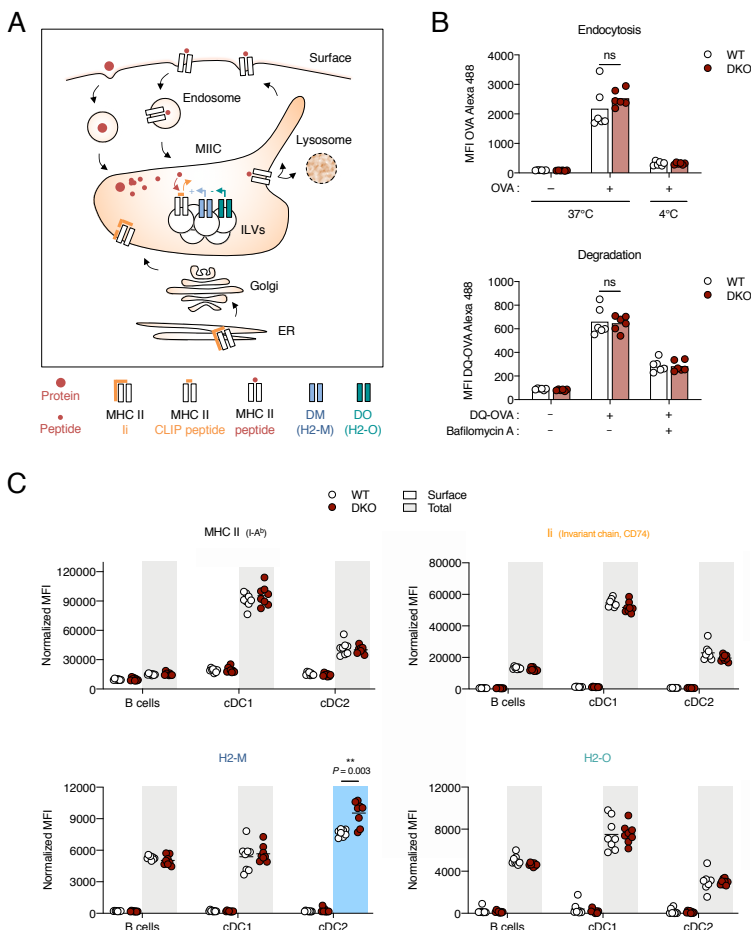 A
Surface
Endosome
Lysosome
MIIC
+
-
ILVs
Golgi
ER
Protein
Peptide
MHC II
Ii
MHC II
CLIP peptide
MHC II
peptide
DM
(H2-M)
DO
(H2-O)
B
Endocytosis
WT
DKO
ns
MFI OVA Alexa 488
4000
3000
2000
1000
0
OVA : − + +
37°C 4°C
Degradation
WT
DKO
ns
MFI DQ-OVA Alexa 488
1000
800
600
400
200
0
DQ-OVA : − + +
Bafilomycin A : − − +
C
WT Surface
DKO Total
MHC II (I-Aᵇ)
Normalized MFI
120000
90000
60000
30000
0
B cells cDC1 cDC2
Ii (Invariant chain, CD74)
Normalized MFI
80000
60000
40000
20000
0
B cells cDC1 cDC2
H2-M
**
P = 0.003
Normalized MFI
12000
9000
6000
3000
0
B cells cDC1 cDC2
H2-O
Normalized MFI
12000
8000
4000
0
B cells cDC1 cDC2